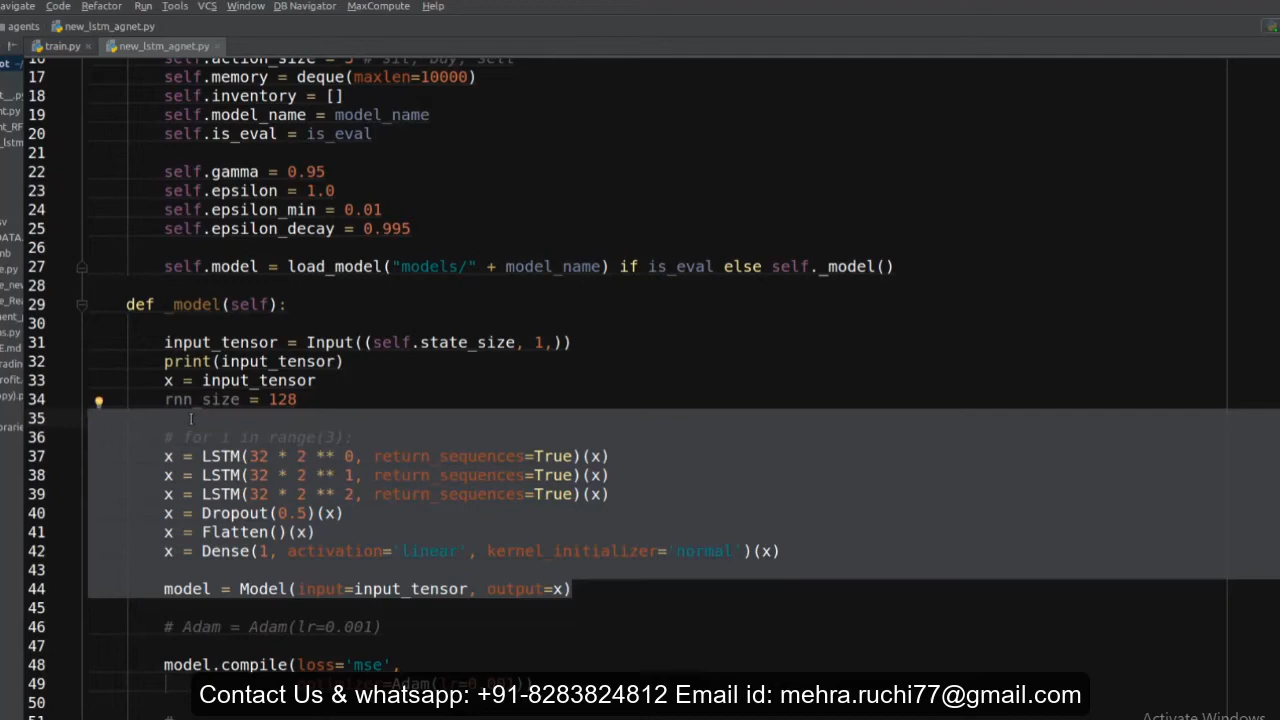 avigate Code Refactor Run Tools VCS Window DB Navigator MaxCompute Help
agents new_lstm_agnet.py
train.py new_lstm_agnet.py
17 self.memory = deque(maxlen=10000)
18 self.inventory = []
19 self.model_name = model_name
20 self.is_eval = is_eval
21
22 self.gamma = 0.95
23 self.epsilon = 1.0
24 self.epsilon_min = 0.01
25 self.epsilon_decay = 0.995
26
27 self.model = load_model("models/" + model_name) if is_eval else self._model()
28
29 def _model(self):
30
31 input_tensor = Input((self.state_size, 1,))
32 print(input_tensor)
33 x = input_tensor
34 rnn_size = 128
35
36 # for i in range(3):
37 x = LSTM(32 * 2 ** 0, return_sequences=True)(x)
38 x = LSTM(32 * 2 ** 1, return_sequences=True)(x)
39 x = LSTM(32 * 2 ** 2, return_sequences=True)(x)
40 x = Dropout(0.5)(x)
41 x = Flatten()(x)
42 x = Dense(1, activation='linear', kernel_initializer='normal')(x)
43
44 model = Model(input=input_tensor, output=x)
45
46 # Adam = Adam(lr=0.001)
47
48 model.compile(loss='mse',
49 optimizer=Adam(lr=0.001))
Contact Us & whatsapp: +91-8283824812 Email id: mehra.ruchi77@gmail.com
Activate Windows